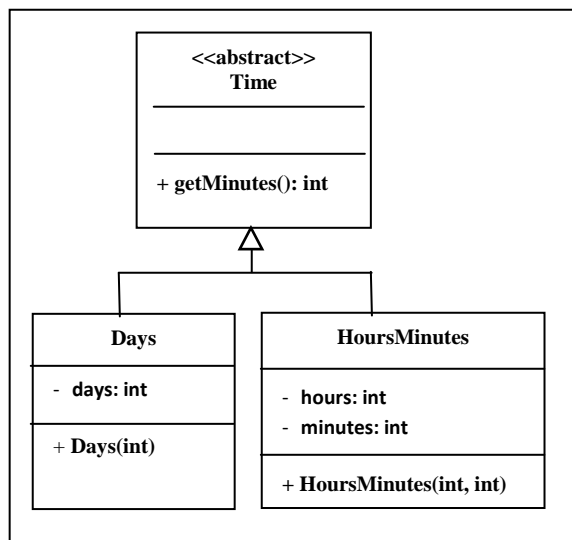 <<abstract>>
Time
+ getMinutes(): int
Days
- days: int
+ Days(int)
HoursMinutes
- hours: int
- minutes: int
+ HoursMinutes(int, int)